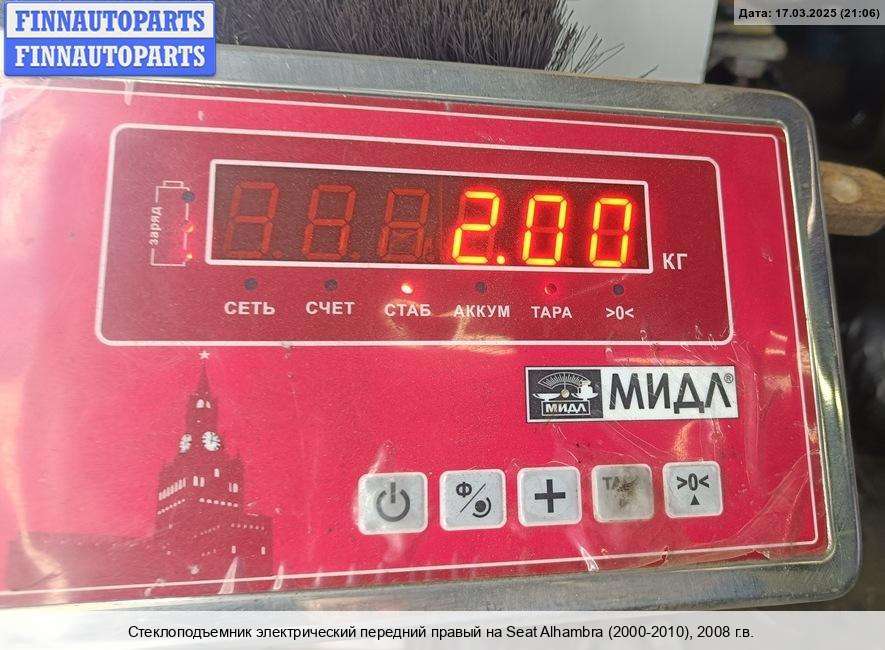 FINNAUTOPARTS
FINNAUTOPARTS
Дата: 17.03.2025 (21:06)
заряд
2.00
КГ
СЕТЬ СЧЕТ СТАБ АККУМ ТАРА >0<
МИДЛ
МИДЛ®
Ф/
+
>0<
Стеклоподъемник электрический передний правый на Seat Alhambra (2000-2010), 2008 г.в.